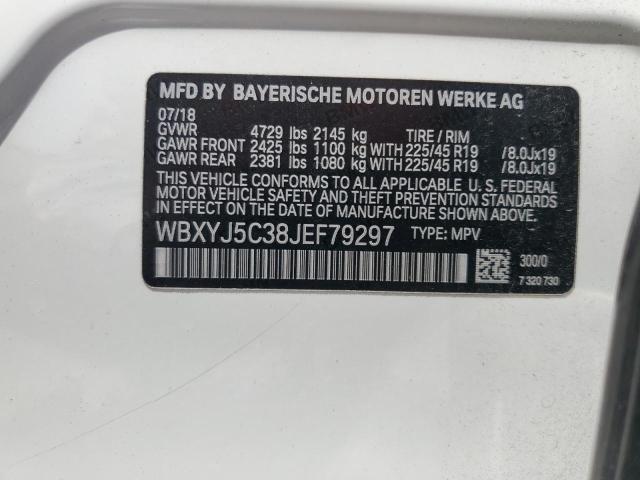 MFD BY BAYERISCHE MOTOREN WERKE AG
07/18
GVWR 4729 lbs 2145 kg TIRE / RIM
GAWR FRONT 2425 lbs 1100 kg WITH 225/45 R19 /8.0Jx19
GAWR REAR 2381 lbs 1080 kg WITH 225/45 R19 /8.0Jx19
THIS VEHICLE CONFORMS TO ALL APPLICABLE U. S. FEDERAL
MOTOR VEHICLE SAFETY AND THEFT PREVENTION STANDARDS
IN EFFECT ON THE DATE OF MANUFACTURE SHOWN ABOVE.
WBXYJ5C38JEF79297 TYPE: MPV
300/0
7 320 730